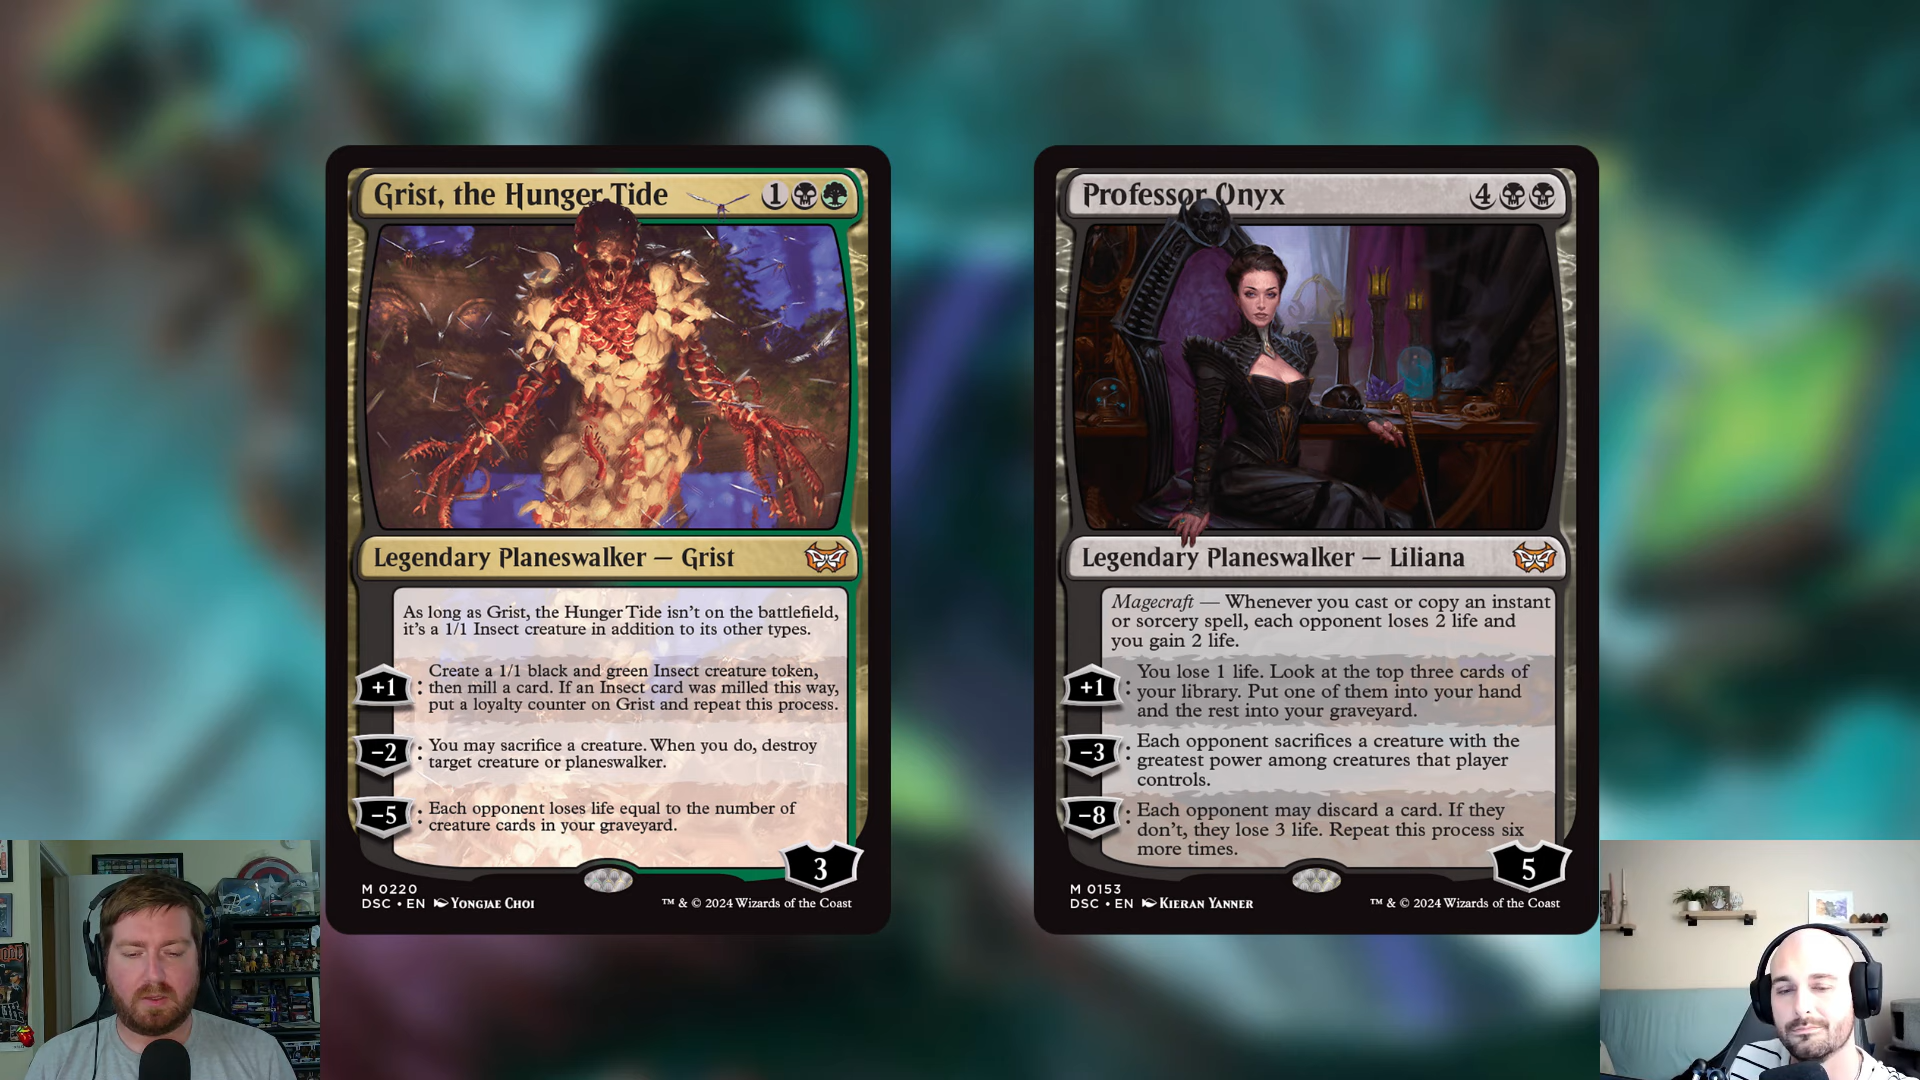 Grist, the Hunger Tide
1
Legendary Planeswalker — Grist
As long as Grist, the Hunger Tide isn't on the battlefield,
it's a 1/1 Insect creature in addition to its other types.
+1 : Create a 1/1 black and green Insect creature token,
then mill a card. If an Insect card was milled this way,
put a loyalty counter on Grist and repeat this process.
−2 : You may sacrifice a creature. When you do, destroy
target creature or planeswalker.
−5 : Each opponent loses life equal to the number of
creature cards in your graveyard.
3
M 0220
DSC • EN Yongjae Choi
™ & © 2024 Wizards of the Coast
Professor Onyx
4
Legendary Planeswalker — Liliana
Magecraft — Whenever you cast or copy an instant
or sorcery spell, each opponent loses 2 life and
you gain 2 life.
+1 : You lose 1 life. Look at the top three cards of
your library. Put one of them into your hand
and the rest into your graveyard.
−3 : Each opponent sacrifices a creature with the
greatest power among creatures that player
controls.
−8 : Each opponent may discard a card. If they
don't, they lose 3 life. Repeat this process six
more times.
5
M 0153
DSC • EN Kieran Yanner
™ & © 2024 Wizards of the Coast